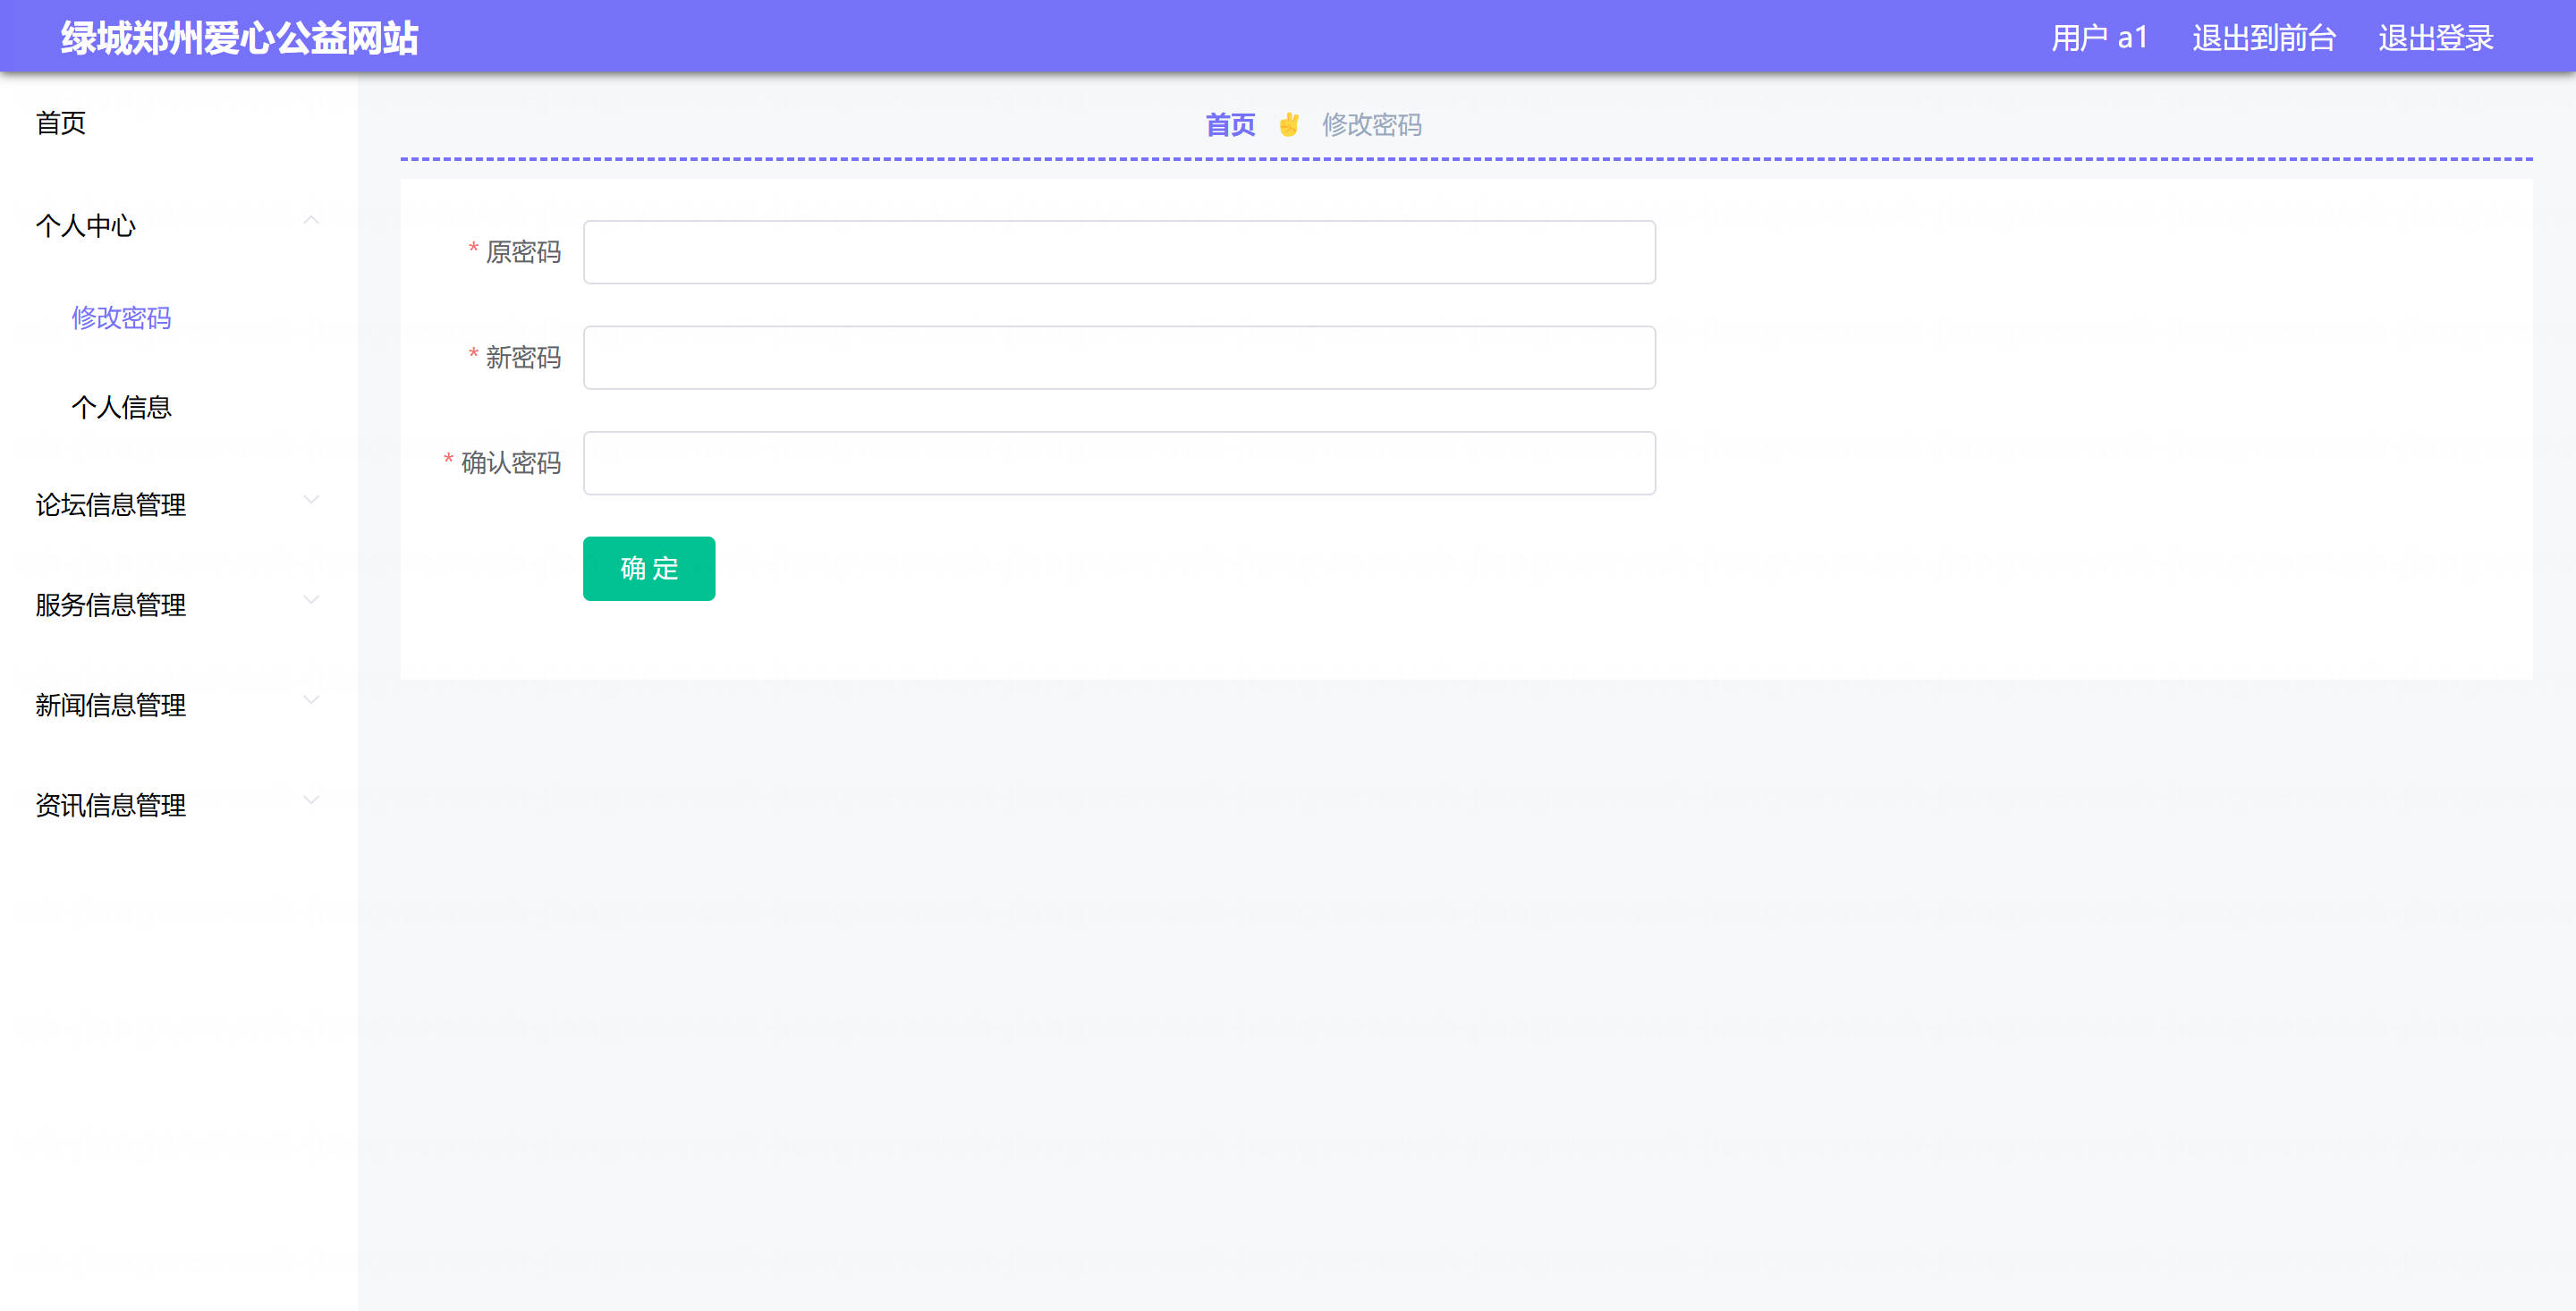 绿城郑州爱心公益网站
用户 a1 退出到前台 退出登录
首页
个人中心
修改密码
个人信息
论坛信息管理
服务信息管理
新闻信息管理
资讯信息管理
首页 ✌ 修改密码
* 原密码
* 新密码
* 确认密码
确 定